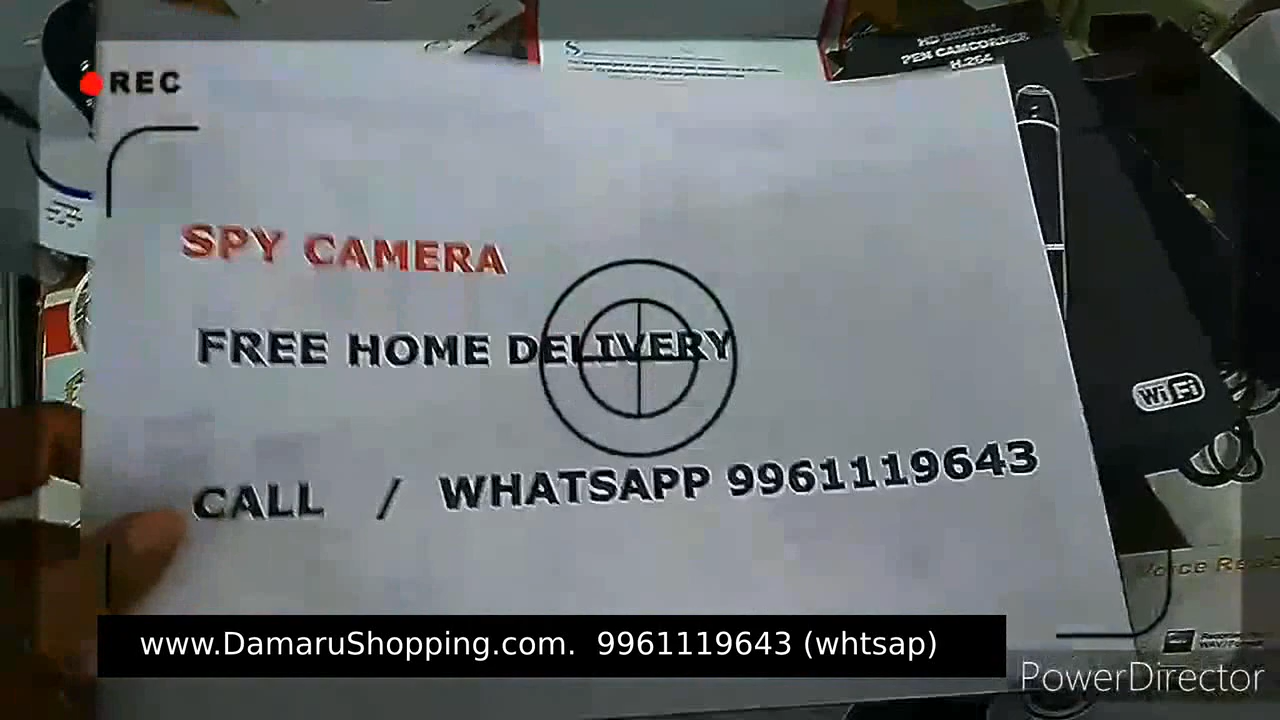 HD DIGITAL
PEN CAMCORDER
H.264
REC
SPY CAMERA
FREE HOME DELIVERY
WiFi
CALL / WHATSAPP 9961119643
www.DamaruShopping.com. 9961119643 (whtsap)
PowerDirector